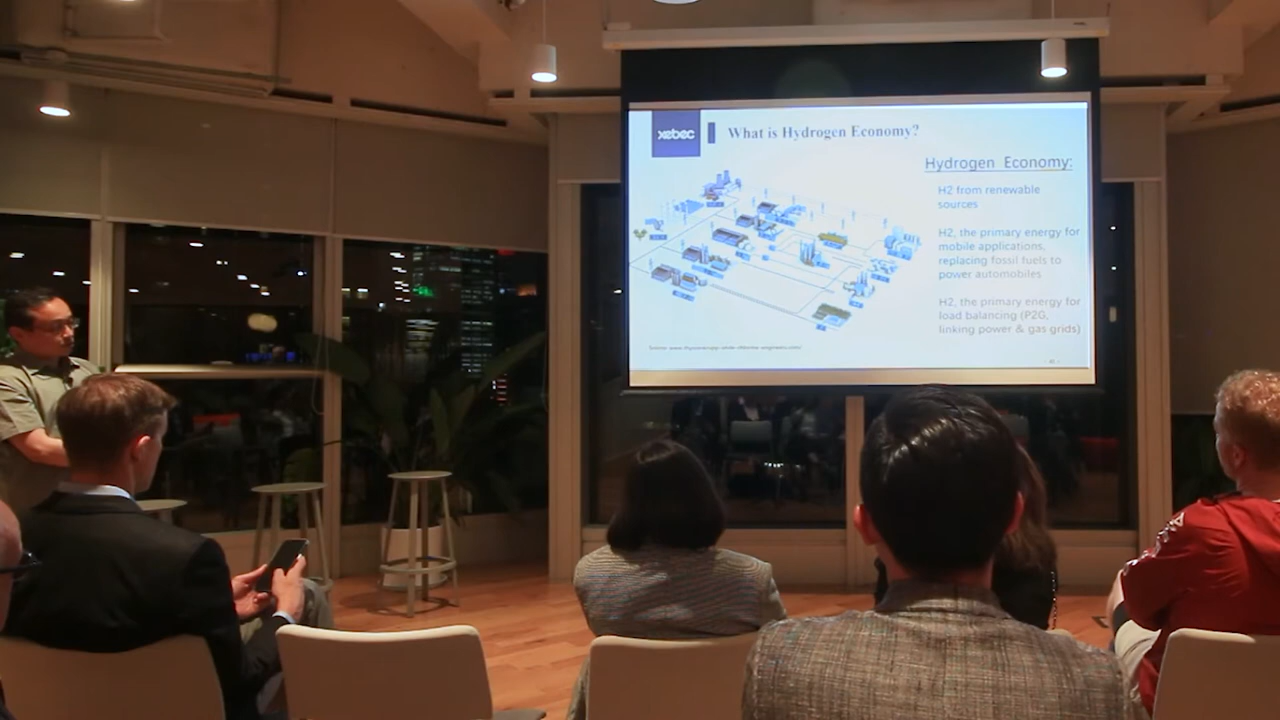 xebec
What is Hydrogen Economy?
Hydrogen Economy:
H2 from renewable
sources
H2, the primary energy for
mobile applications,
replacing fossil fuels to
power automobiles
H2, the primary energy for
load balancing (P2G,
linking power & gas grids)